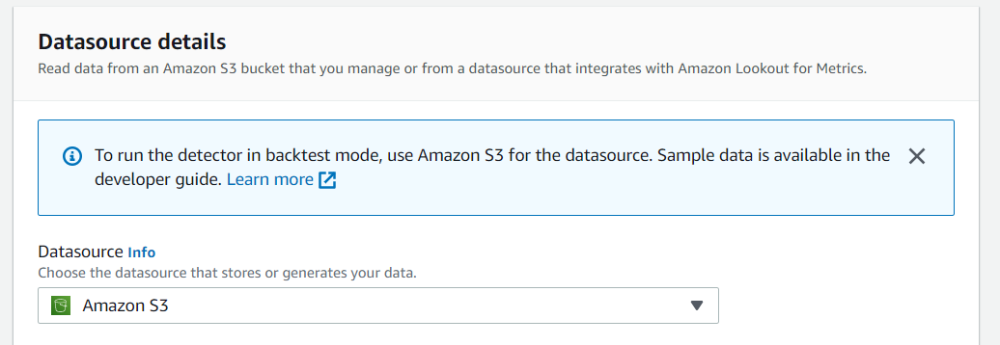 Datasource details
Read data from an Amazon S3 bucket that you manage or from a datasource that integrates with Amazon Lookout for Metrics.
To run the detector in backtest mode, use Amazon S3 for the datasource. Sample data is available in the
developer guide. Learn more
Datasource Info
Choose the datasource that stores or generates your data.
Amazon S3